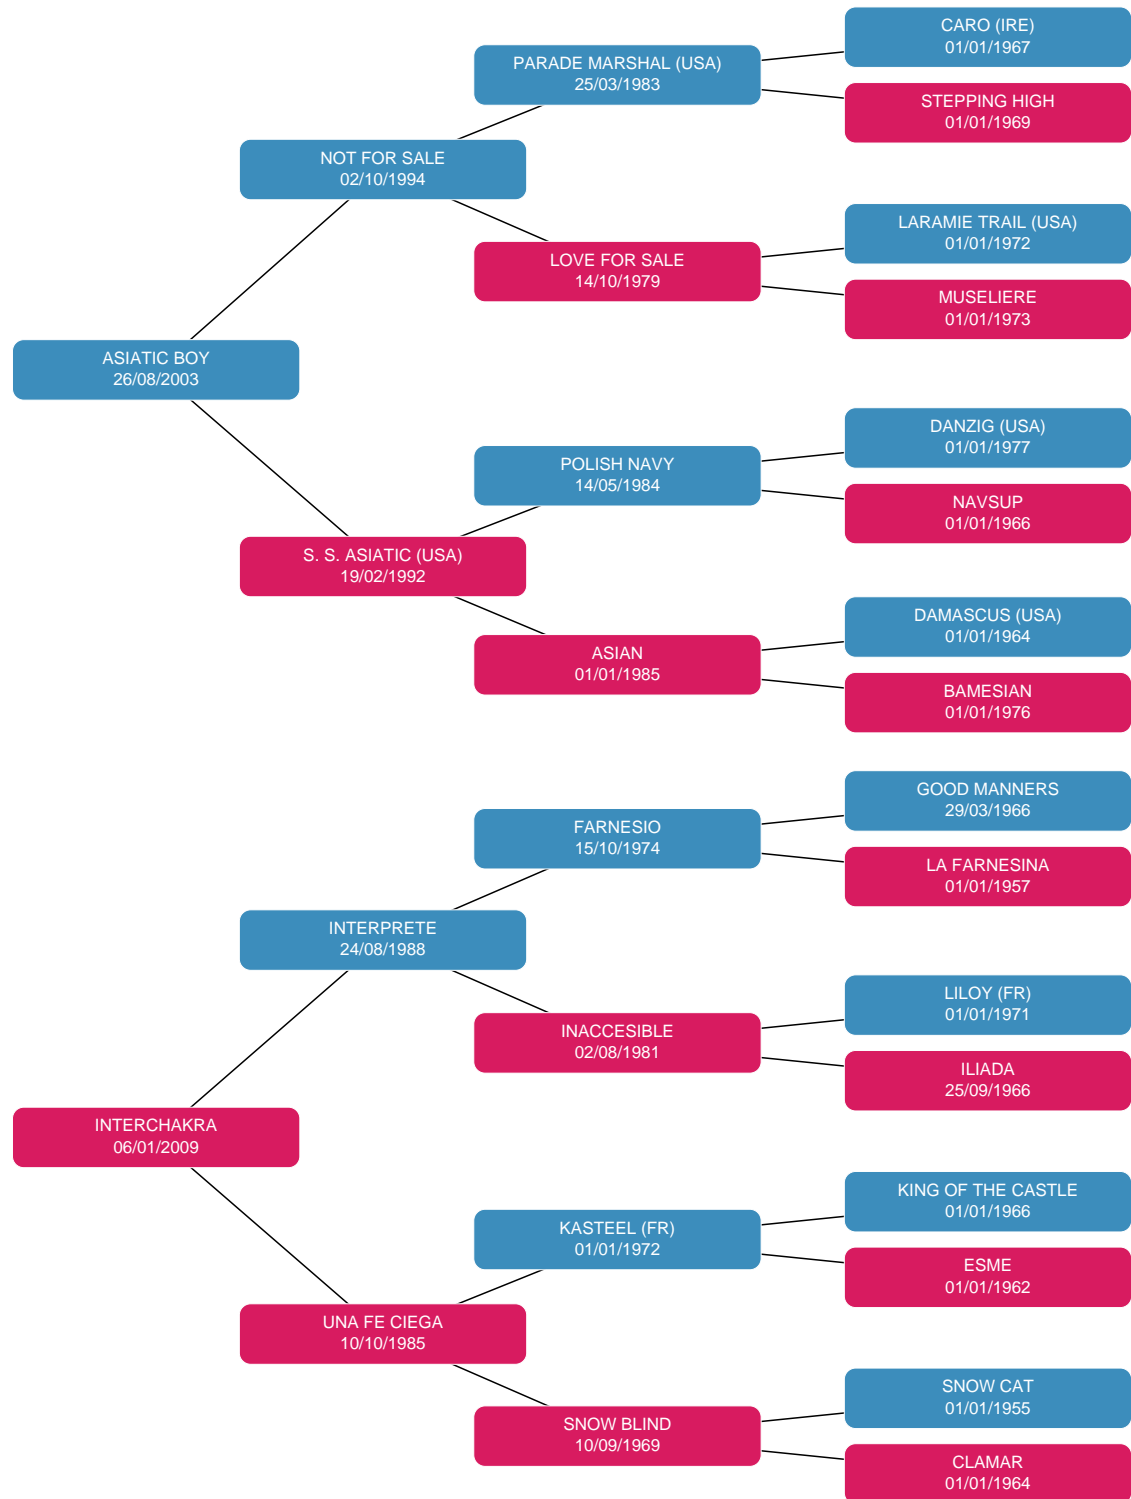 CARO (IRE)
01/01/1967
PARADE MARSHAL (USA)
25/03/1983
STEPPING HIGH
01/01/1969
NOT FOR SALE
02/10/1994
LARAMIE TRAIL (USA)
01/01/1972
LOVE FOR SALE
14/10/1979
MUSELIERE
01/01/1973
ASIATIC BOY
26/08/2003
DANZIG (USA)
01/01/1977
POLISH NAVY
14/05/1984
NAVSUP
01/01/1966
S. S. ASIATIC (USA)
19/02/1992
DAMASCUS (USA)
01/01/1964
ASIAN
01/01/1985
BAMESIAN
01/01/1976
GOOD MANNERS
29/03/1966
FARNESIO
15/10/1974
LA FARNESINA
01/01/1957
INTERPRETE
24/08/1988
LILOY (FR)
01/01/1971
INACCESIBLE
02/08/1981
ILIADA
25/09/1966
INTERCHAKRA
06/01/2009
KING OF THE CASTLE
01/01/1966
KASTEEL (FR)
01/01/1972
ESME
01/01/1962
UNA FE CIEGA
10/10/1985
SNOW CAT
01/01/1955
SNOW BLIND
10/09/1969
CLAMAR
01/01/1964